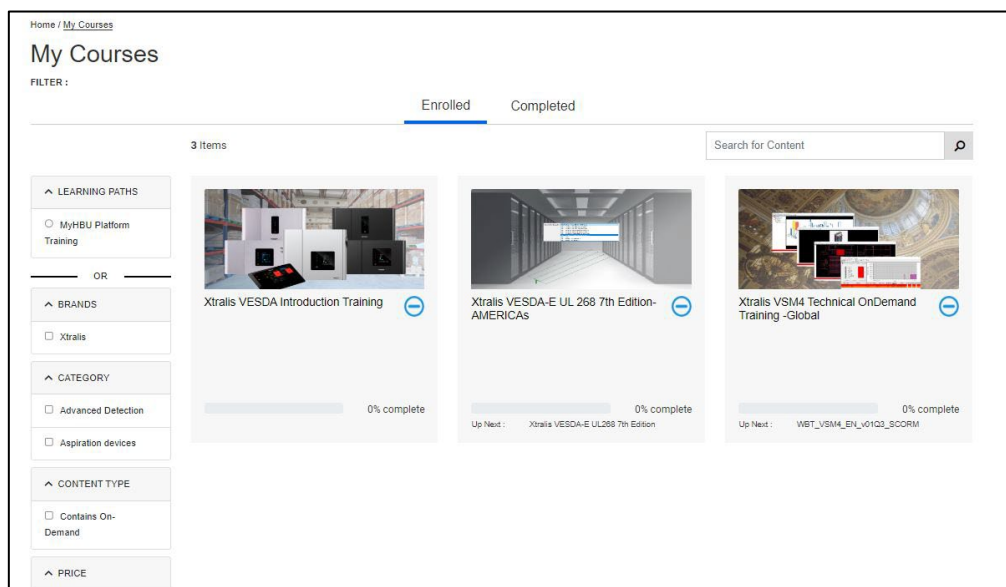 Home / My Courses
My Courses
FILTER :
Enrolled Completed
3 Items
Search for Content
LEARNING PATHS
MyHBU Platform
Training
OR
BRANDS
Xtralis
CATEGORY
Advanced Detection
Aspiration devices
CONTENT TYPE
Contains On-
Demand
PRICE
Xtralis VESDA Introduction Training
0% complete
Xtralis VESDA-E UL 268 7th Edition-
AMERICAs
0% complete
Up Next : Xtralis VESDA-E UL268 7th Edition
Xtralis VSM4 Technical OnDemand
Training -Global
0% complete
Up Next : WBT_VSM4_EN_v01Q3_SCORM